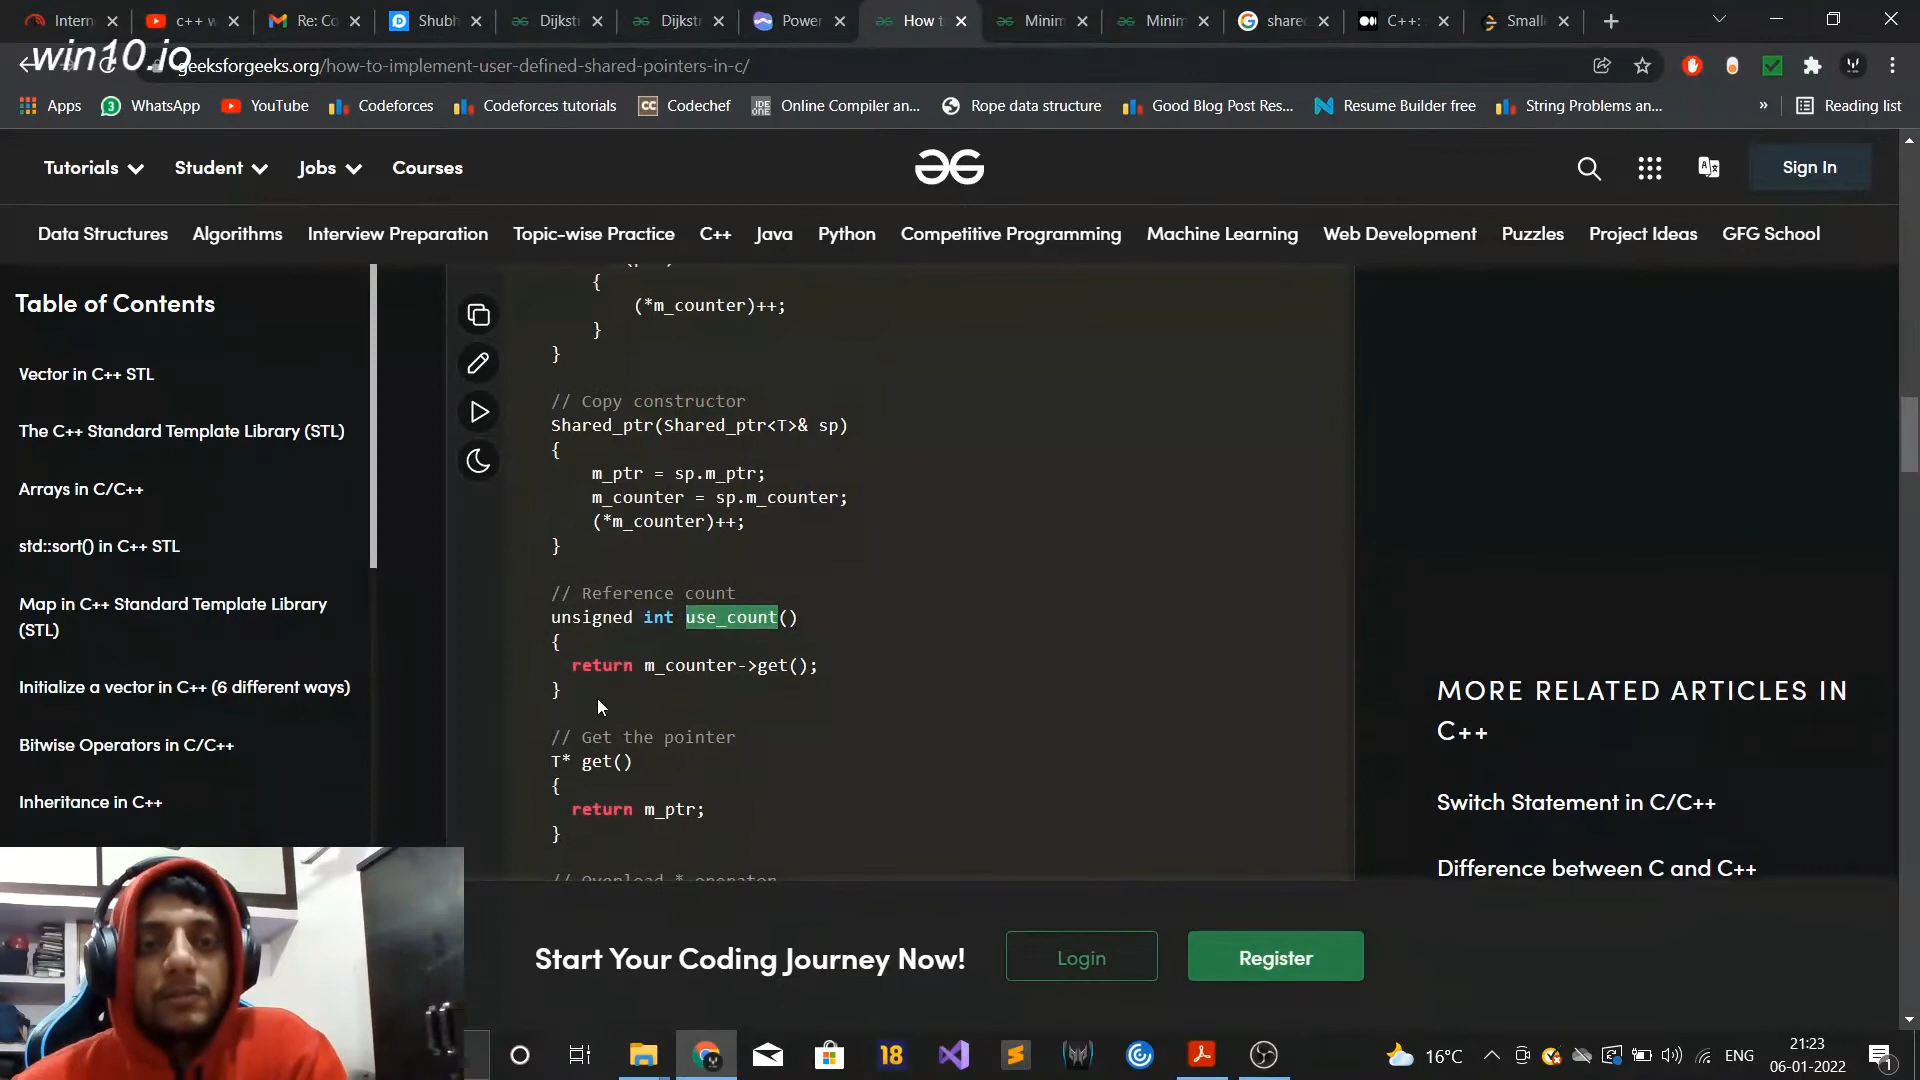 Intern
c++ w
Re: Co
Shubh
Dijkst
Dijkst
Power
How t
Minim
Minim
share
C++:
Small
win10.io
geeksforgeeks.org/how-to-implement-user-defined-shared-pointers-in-c/
Apps
WhatsApp
YouTube
Codeforces
Codeforces tutorials
CC
Codechef
Online Compiler an...
Rope data structure
Good Blog Post Res...
Resume Builder free
String Problems an...
»
Reading list
Tutorials
Student
Jobs
Courses
Sign In
Data Structures
Algorithms
Interview Preparation
Topic-wise Practice
C++
Java
Python
Competitive Programming
Machine Learning
Web Development
Puzzles
Project Ideas
GFG School
Table of Contents
Vector in C++ STL
The C++ Standard Template Library (STL)
Arrays in C/C++
std::sort() in C++ STL
Map in C++ Standard Template Library
(STL)
Initialize a vector in C++ (6 different ways)
Bitwise Operators in C/C++
Inheritance in C++
{
(*m_counter)++;
}
}
// Copy constructor
Shared_ptr(Shared_ptr<T>& sp)
{
m_ptr = sp.m_ptr;
m_counter = sp.m_counter;
(*m_counter)++;
}
// Reference count
unsigned int use_count()
{
return m_counter->get();
}
// Get the pointer
T* get()
{
return m_ptr;
}
// Overload * operator
MORE RELATED ARTICLES IN
C++
Switch Statement in C/C++
Difference between C and C++
Start Your Coding Journey Now!
Login
Register
18
16°C
ENG
21:23
06-01-2022
1